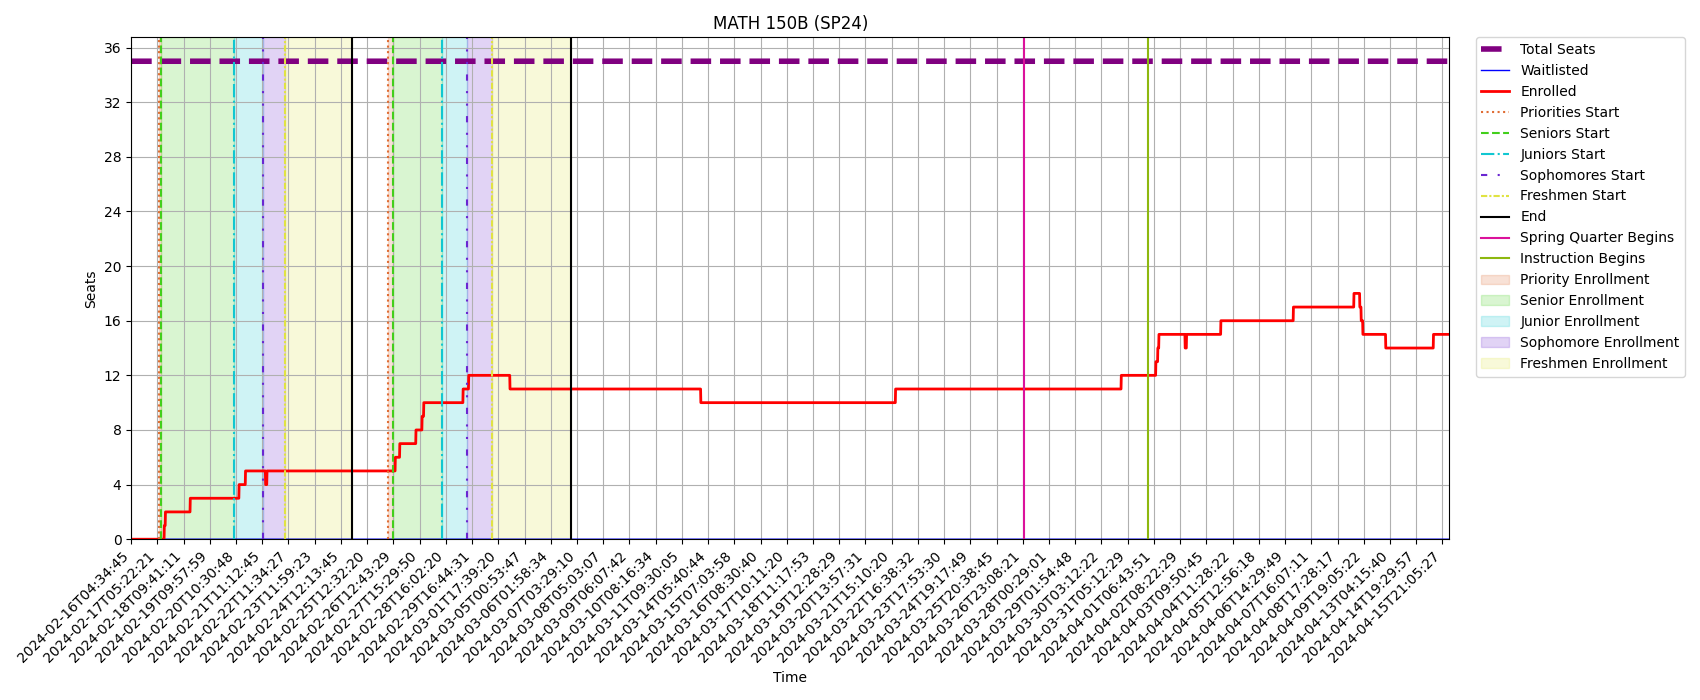 MATH 150B (SP24)
36
32
28
24
20
16
12
8
4
0
Seats
2024-02-16T04:34:45
2024-02-17T05:22:21
2024-02-18T09:41:11
2024-02-19T09:57:59
2024-02-20T10:30:48
2024-02-21T11:12:45
2024-02-22T11:34:27
2024-02-23T11:59:23
2024-02-24T12:13:45
2024-02-25T12:32:20
2024-02-26T12:43:29
2024-02-27T15:29:50
2024-02-28T16:02:20
2024-02-29T16:44:31
2024-03-01T17:39:20
2024-03-05T00:53:47
2024-03-06T01:58:34
2024-03-07T03:29:10
2024-03-08T05:03:07
2024-03-09T06:07:42
2024-03-10T08:16:34
2024-03-11T09:30:05
2024-03-14T05:40:44
2024-03-15T07:03:58
2024-03-16T08:30:40
2024-03-17T10:11:20
2024-03-18T11:17:53
2024-03-19T12:28:29
2024-03-20T13:57:31
2024-03-21T15:10:20
2024-03-22T16:38:32
2024-03-23T17:53:30
2024-03-24T19:17:49
2024-03-25T20:38:45
2024-03-26T23:08:21
2024-03-28T00:29:01
2024-03-29T01:54:48
2024-03-30T03:12:22
2024-03-31T05:12:29
2024-04-01T06:43:51
2024-04-02T08:22:29
2024-04-03T09:50:45
2024-04-04T11:28:22
2024-04-05T12:56:18
2024-04-06T14:29:49
2024-04-07T16:07:11
2024-04-08T17:28:17
2024-04-09T19:05:22
2024-04-13T04:15:40
2024-04-14T19:29:57
2024-04-15T21:05:27
Time
Total Seats
Waitlisted
Enrolled
Priorities Start
Seniors Start
Juniors Start
Sophomores Start
Freshmen Start
End
Spring Quarter Begins
Instruction Begins
Priority Enrollment
Senior Enrollment
Junior Enrollment
Sophomore Enrollment
Freshmen Enrollment